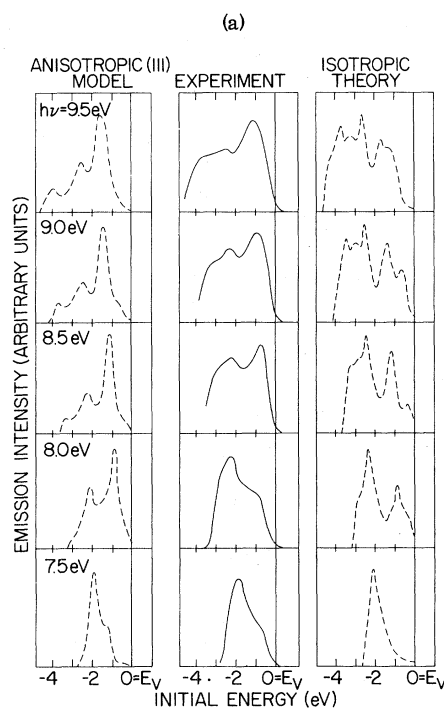 (a)
ANISOTROPIC (III) MODEL
EXPERIMENT
ISOTROPIC THEORY
EMISSION INTENSITY (ARBITRARY UNITS)
hν=9.5eV
9.0eV
8.5eV
8.0eV
7.5eV
-4 -2 0=EV
-4 -2 0=EV
-4 -2 0=EV
INITIAL ENERGY (eV)